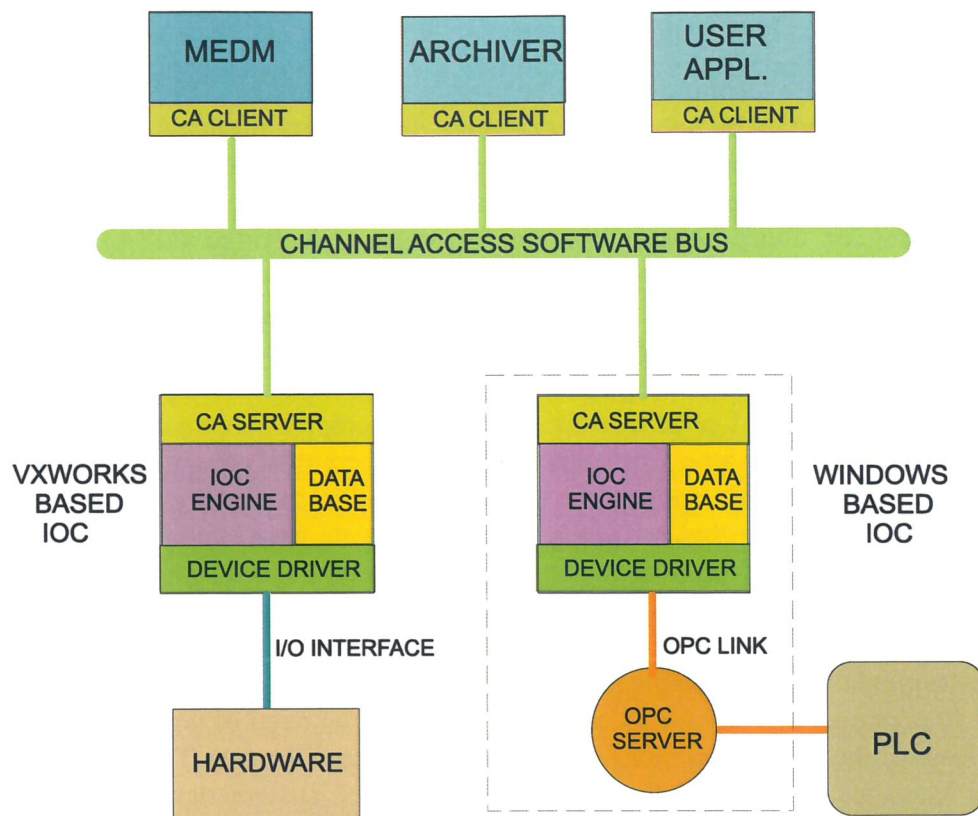 MEDM
CA CLIENT
ARCHIVER
CA CLIENT
USER
APPL.
CA CLIENT
CHANNEL ACCESS SOFTWARE BUS
VXWORKS
BASED
IOC
CA SERVER
IOC
ENGINE
DATA
BASE
DEVICE DRIVER
I/O INTERFACE
HARDWARE
CA SERVER
IOC
ENGINE
DATA
BASE
DEVICE DRIVER
WINDOWS
BASED
IOC
OPC LINK
OPC
SERVER
PLC